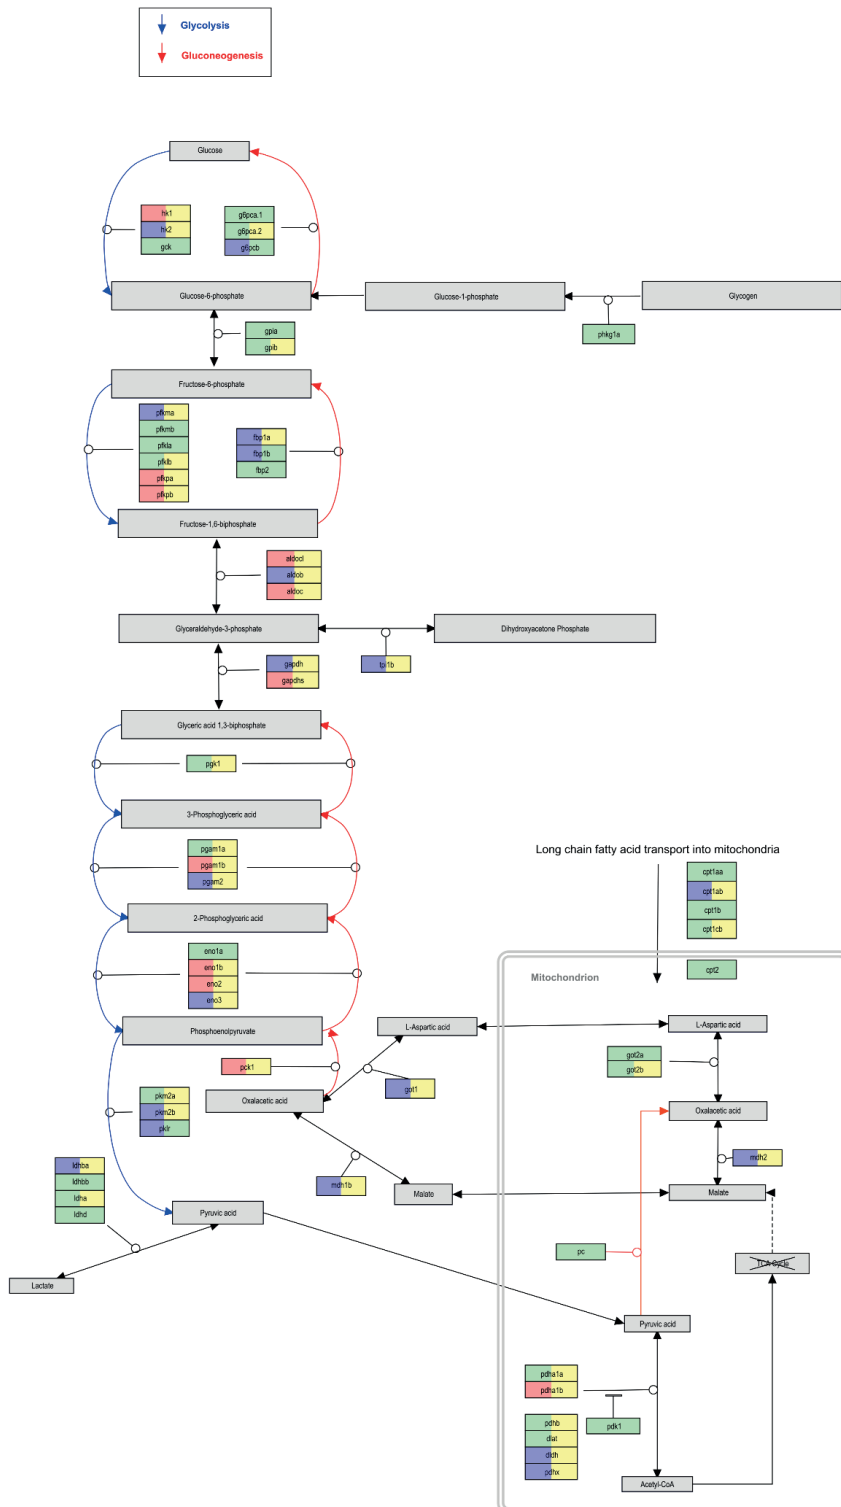 Glycolysis
Gluconeogenesis
Glucose
hk1
hk2
gck
g6pca.1
g6pca.2
g6pcb
Glucose-6-phosphate
Glucose-1-phosphate
Glycogen
phkg1a
gpia
gpib
Fructose-6-phosphate
pfkma
pfkmb
pfkla
pfklb
pfkpa
pfkpb
fbp1a
fbp1b
fbp2
Fructose-1,6-biphosphate
aldocl
aldob
aldoc
Glyceraldehyde-3-phosphate
Dihydroxyacetone Phosphate
gapdh
gapdhs
tpi1b
Glyceric acid 1,3-biphosphate
pgk1
3-Phosphoglyceric acid
pgam1a
pgam1b
pgam2
Long chain fatty acid transport into mitochondria
cpt1aa
cpt1ab
cpt1b
cpt1cb
2-Phosphoglyceric acid
eno1a
eno1b
eno2
eno3
cpt2
Mitochondrion
Phosphoenolpyruvate
L-Aspartic acid
L-Aspartic acid
pck1
got1
got2a
got2b
Oxalacetic acid
Oxalacetic acid
pkm2a
pkm2b
pklr
ldhba
ldhbb
ldha
ldhd
mdh1b
mdh2
Malate
Malate
Pyruvic acid
pc
TCA Cycle
Lactate
Pyruvic acid
pdha1a
pdha1b
pdk1
pdhb
dlat
dldh
pdhx
Acetyl-CoA